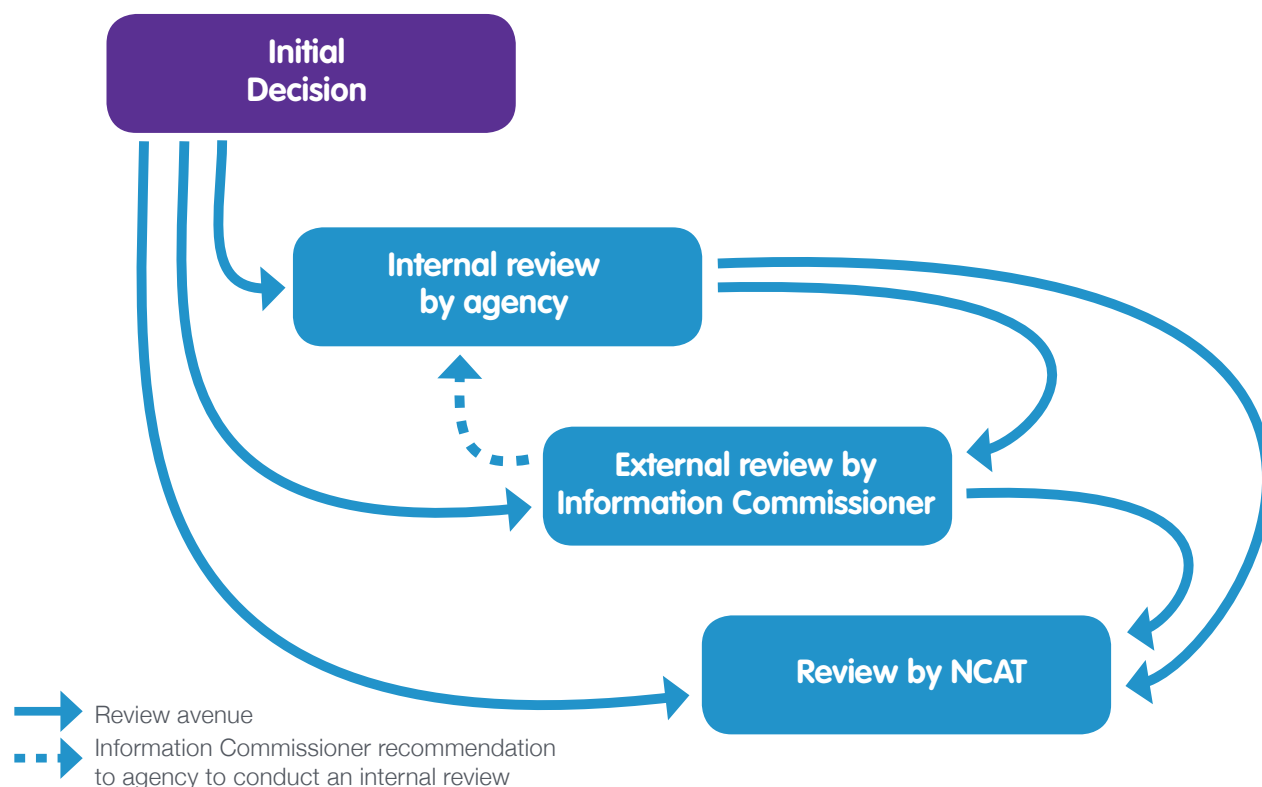 Initial
Decision
Internal review
by agency
External review by
Information Commissioner
Review by NCAT
Review avenue
Information Commissioner recommendation
to agency to conduct an internal review